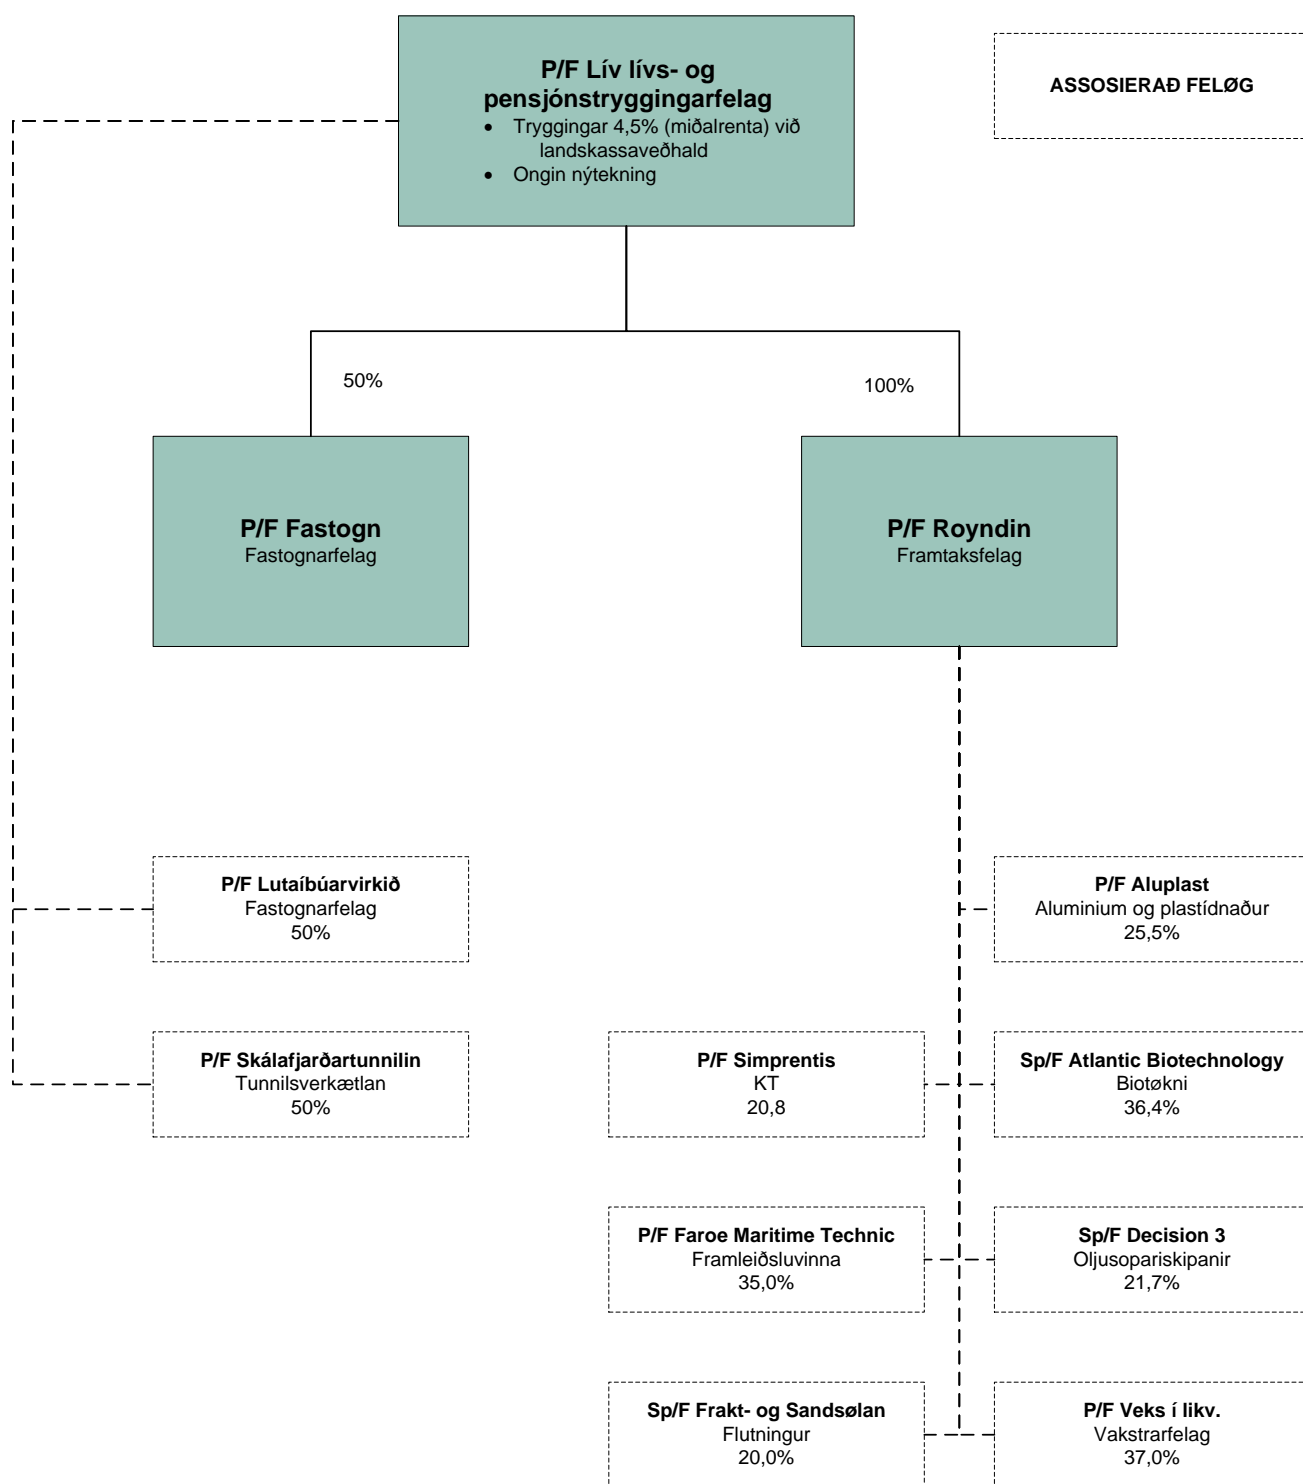 P/F Lív lívs- og
pensjónstryggingarfelag
• Tryggingar 4,5% (miðalrenta) við
landskassaveðhald
• Ongin nýtekning
ASSOSIERAÐ FELØG
50%
100%
P/F Fastogn
Fastognarfelag
P/F Royndin
Framtaksfelag
P/F Lutaíbúarvirkið
Fastognarfelag
50%
P/F Aluplast
Aluminium og plastídnaður
25,5%
P/F Skálafjarðartunnilin
Tunnilsverkætlan
50%
P/F Simprentis
KT
20,8
Sp/F Atlantic Biotechnology
Biotøkni
36,4%
P/F Faroe Maritime Technic
Framleiðsluvinna
35,0%
Sp/F Decision 3
Oljusopariskipanir
21,7%
Sp/F Frakt- og Sandsølan
Flutningur
20,0%
P/F Veks í likv.
Vakstrarfelag
37,0%